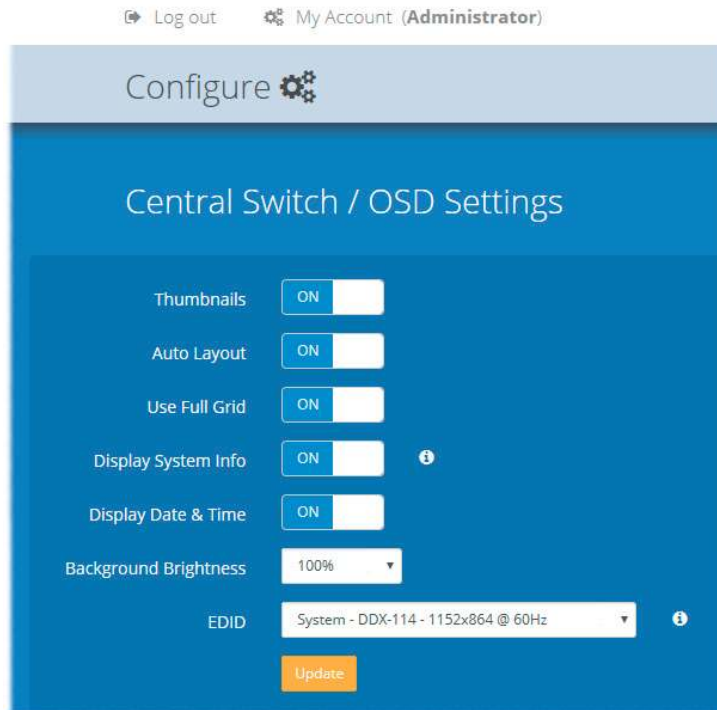 Log out My Account (Administrator)
Configure
Central Switch / OSD Settings
Thumbnails ON
Auto Layout ON
Use Full Grid ON
Display System Info ON
Display Date & Time ON
Background Brightness 100%
EDID System - DDX-114 - 1152x864 @ 60Hz
Update